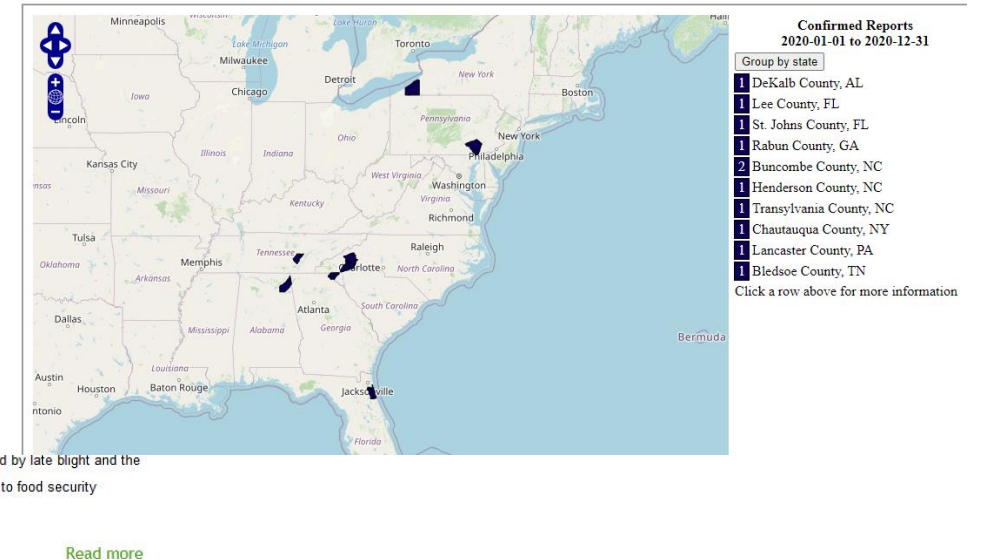 Minneapolis
Wisconsin
Lake Huron
Toronto
Lake Michigan
Milwaukee
New York
Detroit
Chicago
Boston
Iowa
Lincoln
Pennsylvania
New York
Ohio
Illinois
Indiana
Philadelphia
Kansas City
West Virginia
Washington
Missouri
Virginia
Kentucky
Richmond
Tulsa
Raleigh
Tennessee
Memphis
Charlotte
North Carolina
Oklahoma
Arkansas
Atlanta
South Carolina
Dallas
Mississippi
Alabama
Georgia
Bermuda
Louisiana
Austin
Houston
Baton Rouge
Jacksonville
ntonio
Florida
Confirmed Reports
2020-01-01 to 2020-12-31
Group by state
1 DeKalb County, AL
1 Lee County, FL
1 St. Johns County, FL
1 Rabun County, GA
2 Buncombe County, NC
1 Henderson County, NC
1 Transylvania County, NC
1 Chautauqua County, NY
1 Lancaster County, PA
1 Bledsoe County, TN
Click a row above for more information
d by late blight and the
to food security
Read more